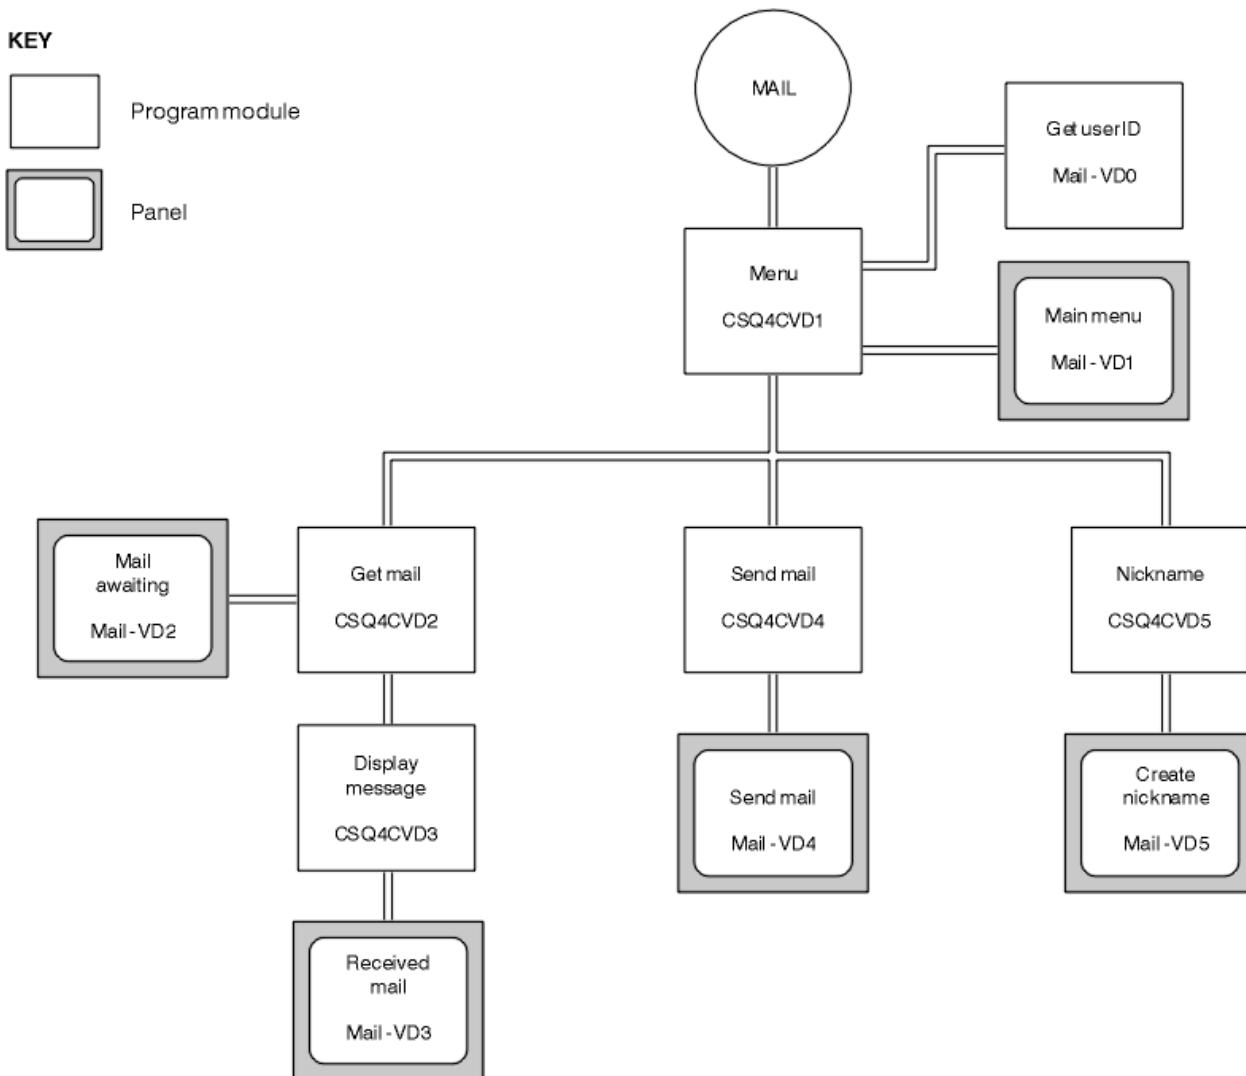 KEY
Program module
Panel
MAIL
Get user ID
Mail - VD0
Menu
CSQ4CVD1
Main menu
Mail - VD1
Mail
awaiting
Mail - VD2
Get mail
CSQ4CVD2
Send mail
CSQ4CVD4
Nickname
CSQ4CVD5
Display
message
CSQ4CVD3
Send mail
Mail - VD4
Create
nickname
Mail - VD5
Received
mail
Mail - VD3